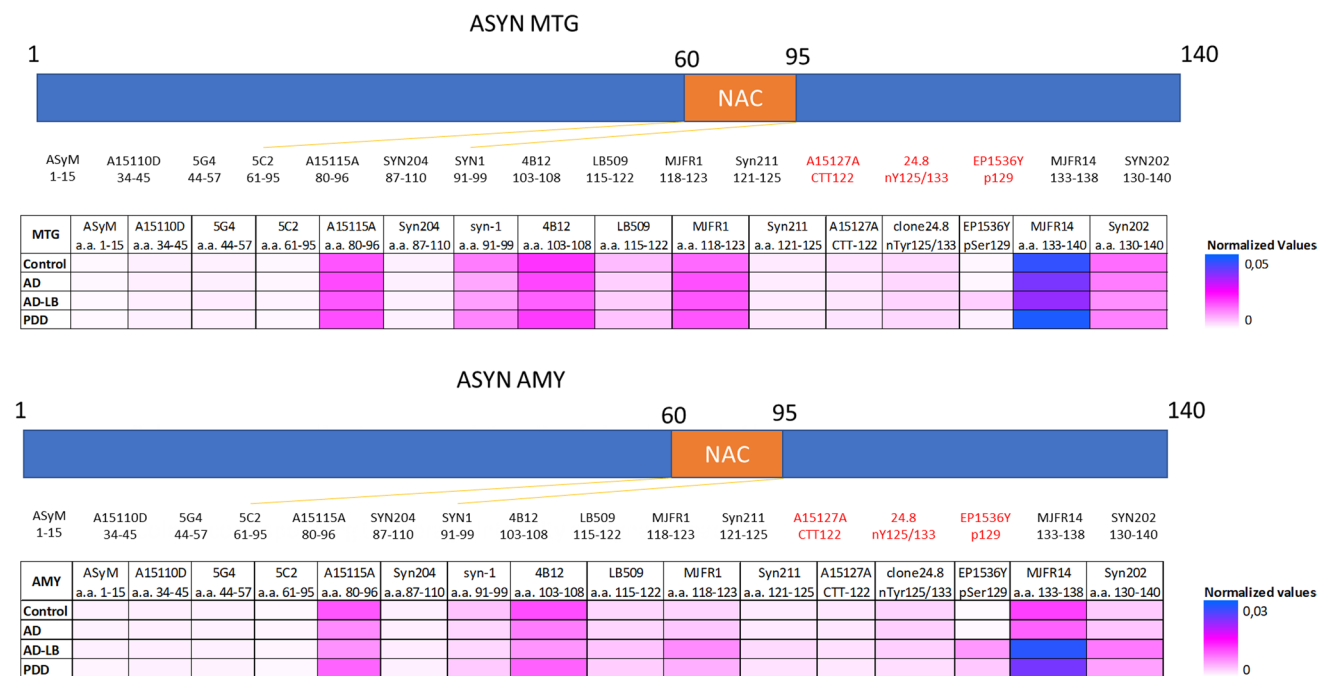 ASYN MTG
1 60 95 140
NAC
ASyM A15110D 5G4 5C2 A15115A SYN204 SYN1 4B12 LB509 MJFR1 Syn211 A15127A 24.8 EP1536Y MJFR14 SYN202
1-15 34-45 44-57 61-95 80-96 87-110 91-99 103-108 115-122 118-123 121-125 CTT122 nY125/133 p129 133-138 130-140
MTG ASyM A15110D 5G4 5C2 A15115A Syn204 syn-1 4B12 LB509 MJFR1 Syn211 A15127A clone24.8 EP1536Y MJFR14 Syn202
a.a. 1-15 a.a. 34-45 a.a. 44-57 a.a. 61-95 a.a. 80-96 a.a. 87-110 a.a. 91-99 a.a. 103-108 a.a. 115-122 a.a. 118-123 a.a. 121-125 CTT-122 nTyr125/133 pSer129 a.a. 133-140 a.a. 130-140
Control
AD
AD-LB
PDD
Normalized Values
0,05
0
ASYN AMY
1 60 95 140
NAC
ASyM A15110D 5G4 5C2 A15115A SYN204 SYN1 4B12 LB509 MJFR1 Syn211 A15127A 24.8 EP1536Y MJFR14 SYN202
1-15 34-45 44-57 61-95 80-96 87-110 91-99 103-108 115-122 118-123 121-125 CTT122 nY125/133 p129 133-138 130-140
AMY ASyM A15110D 5G4 5C2 A15115A Syn204 syn-1 4B12 LB509 MJFR1 Syn211 A15127A clone24.8 EP1536Y MJFR14 Syn202
a.a. 1-15 a.a. 34-45 a.a. 44-57 a.a. 61-95 a.a. 80-96 a.a.87-110 a.a. 91-99 a.a. 103-108 a.a. 115-122 a.a. 118-123 a.a. 121-125 CTT-122 nTyr125/133 pSer129 a.a. 133-138 a.a. 130-140
Control
AD
AD-LB
PDD
Normalized values
0,03
0